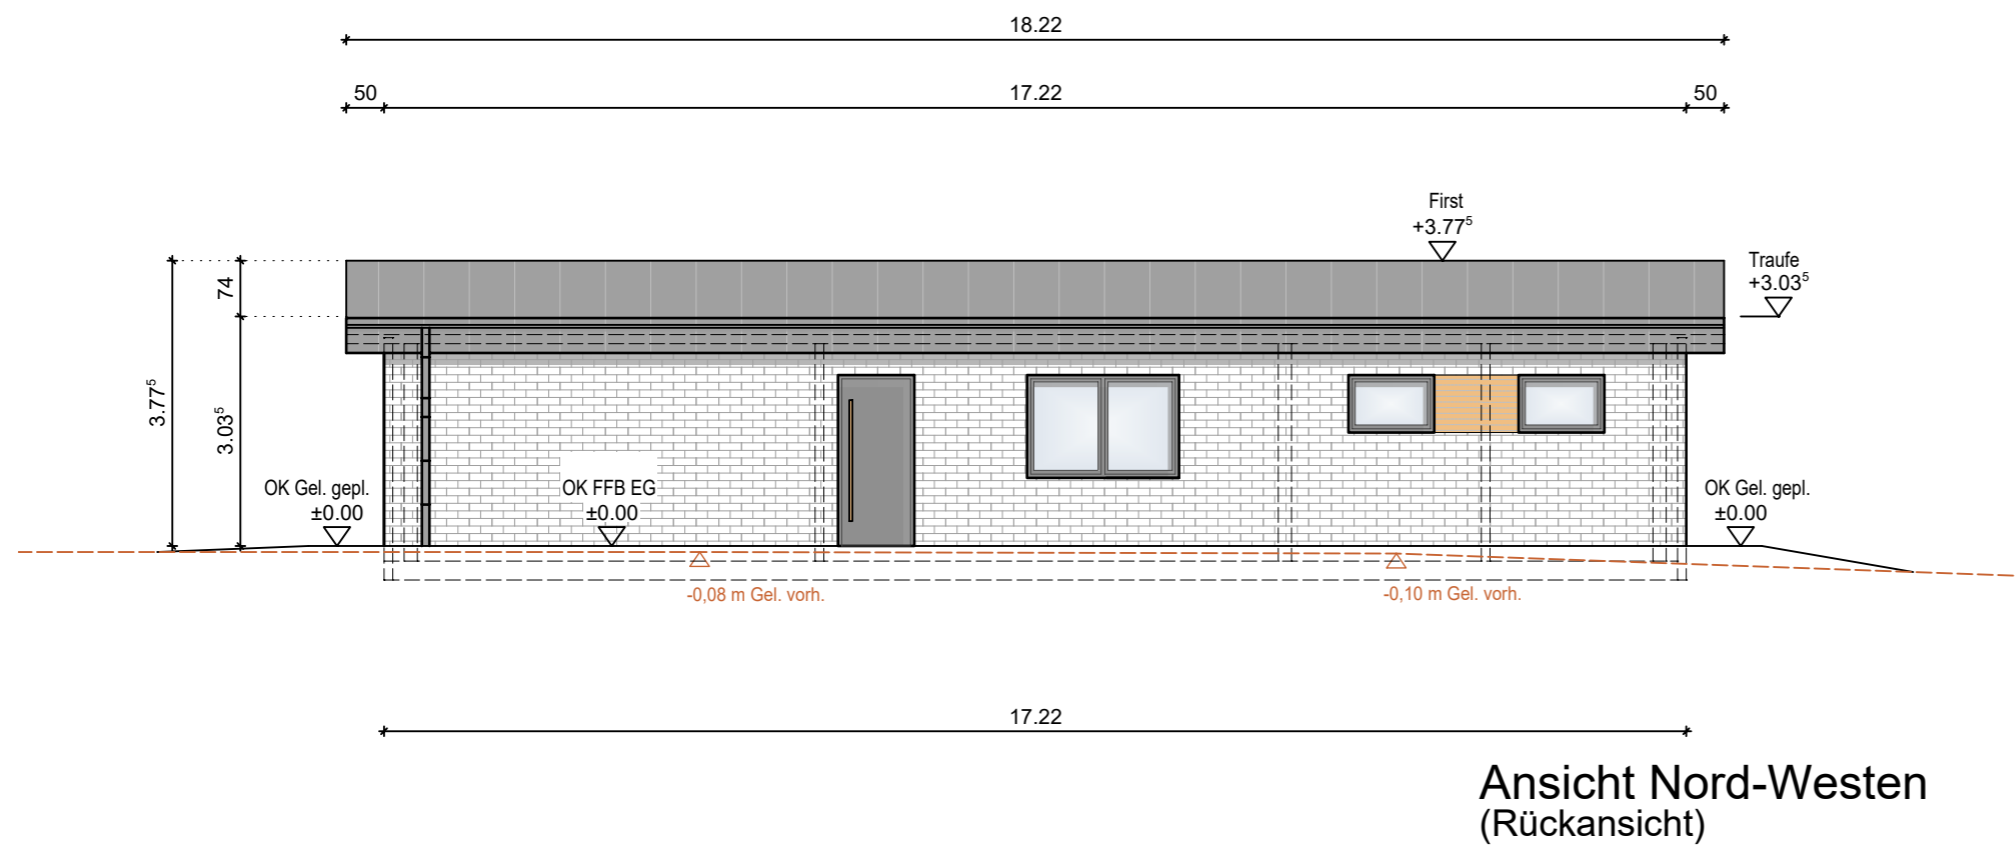 18.22
50
17.22
50
First
+3.77⁵
Traufe
+3.03⁵
74
3.77⁵
3.03⁵
OK Gel. gepl.
±0.00
OK FFB EG
±0.00
OK Gel. gepl.
±0.00
-0,08 m Gel. vorh.
-0,10 m Gel. vorh.
17.22
Ansicht Nord-Westen
(Rückansicht)